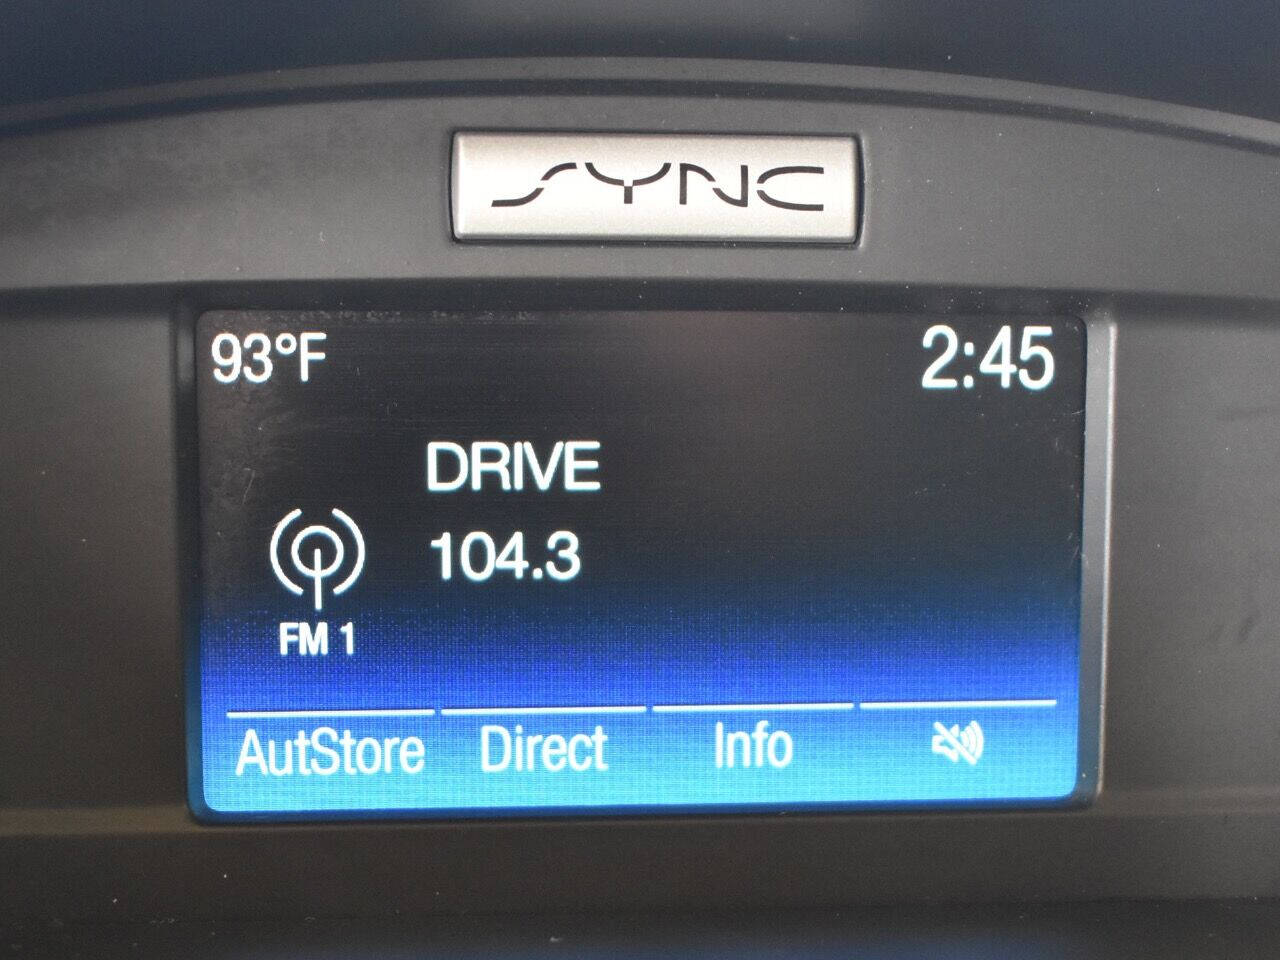 SYNC
93°F
2:45
DRIVE
104.3
FM 1
AutStore Direct Info